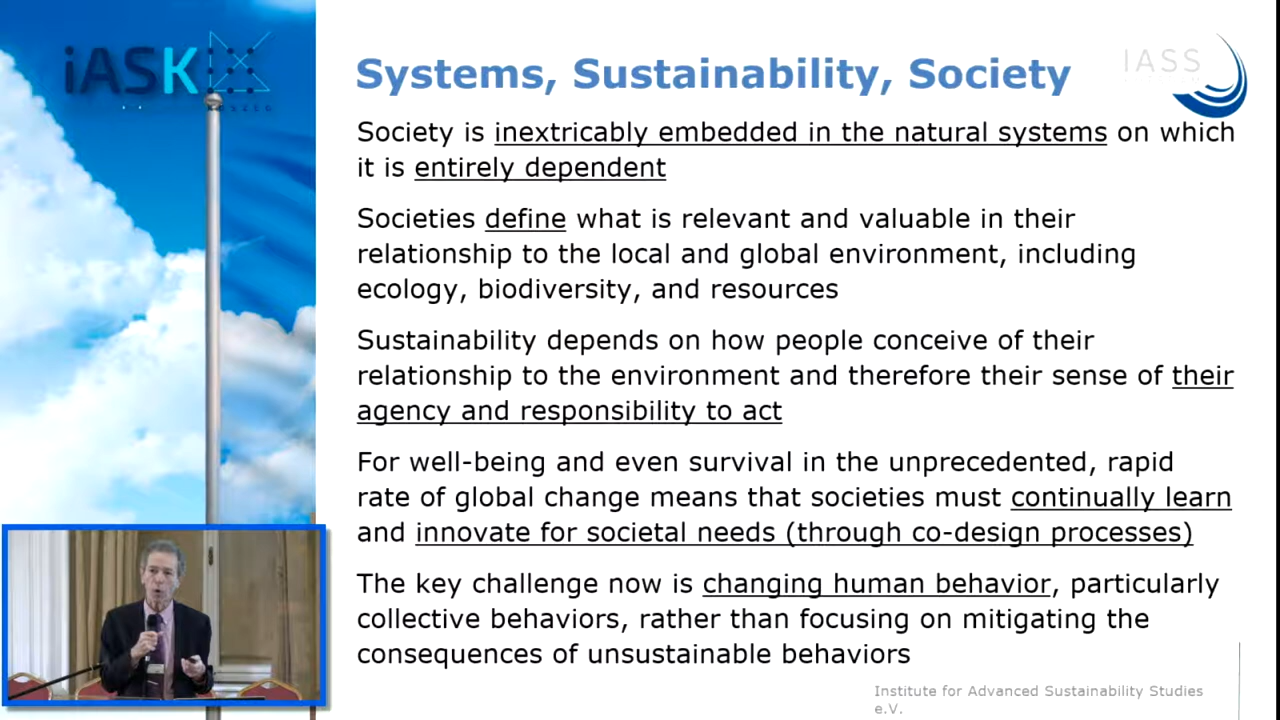 iASK
Systems, Sustainability, Society
IASS
Society is inextricably embedded in the natural systems on which
it is entirely dependent
Societies define what is relevant and valuable in their
relationship to the local and global environment, including
ecology, biodiversity, and resources
Sustainability depends on how people conceive of their
relationship to the environment and therefore their sense of their
agency and responsibility to act
For well-being and even survival in the unprecedented, rapid
rate of global change means that societies must continually learn
and innovate for societal needs (through co-design processes)
The key challenge now is changing human behavior, particularly
collective behaviors, rather than focusing on mitigating the
consequences of unsustainable behaviors
Institute for Advanced Sustainability Studies
e.V.